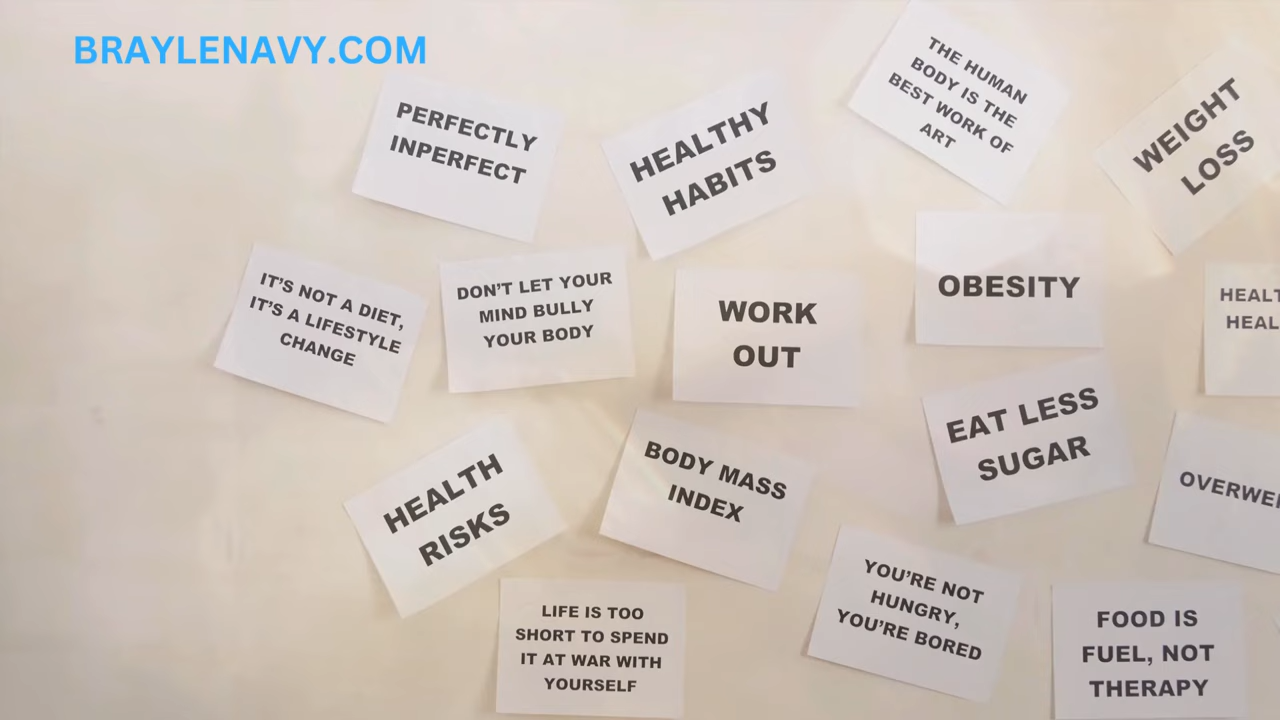 BRAYLENAVY.COM
PERFECTLY
INPERFECT
HEALTHY
HABITS
THE HUMAN
BODY IS THE
BEST WORK OF
ART
WEIGHT
LOSS
IT'S NOT A DIET,
IT'S A LIFESTYLE
CHANGE
DON'T LET YOUR
MIND BULLY
YOUR BODY
WORK
OUT
OBESITY
HEALT
HEAL
HEALTH
RISKS
BODY MASS
INDEX
EAT LESS
SUGAR
OVERWEI
LIFE IS TOO
SHORT TO SPEND
IT AT WAR WITH
YOURSELF
YOU'RE NOT
HUNGRY,
YOU'RE BORED
FOOD IS
FUEL, NOT
THERAPY